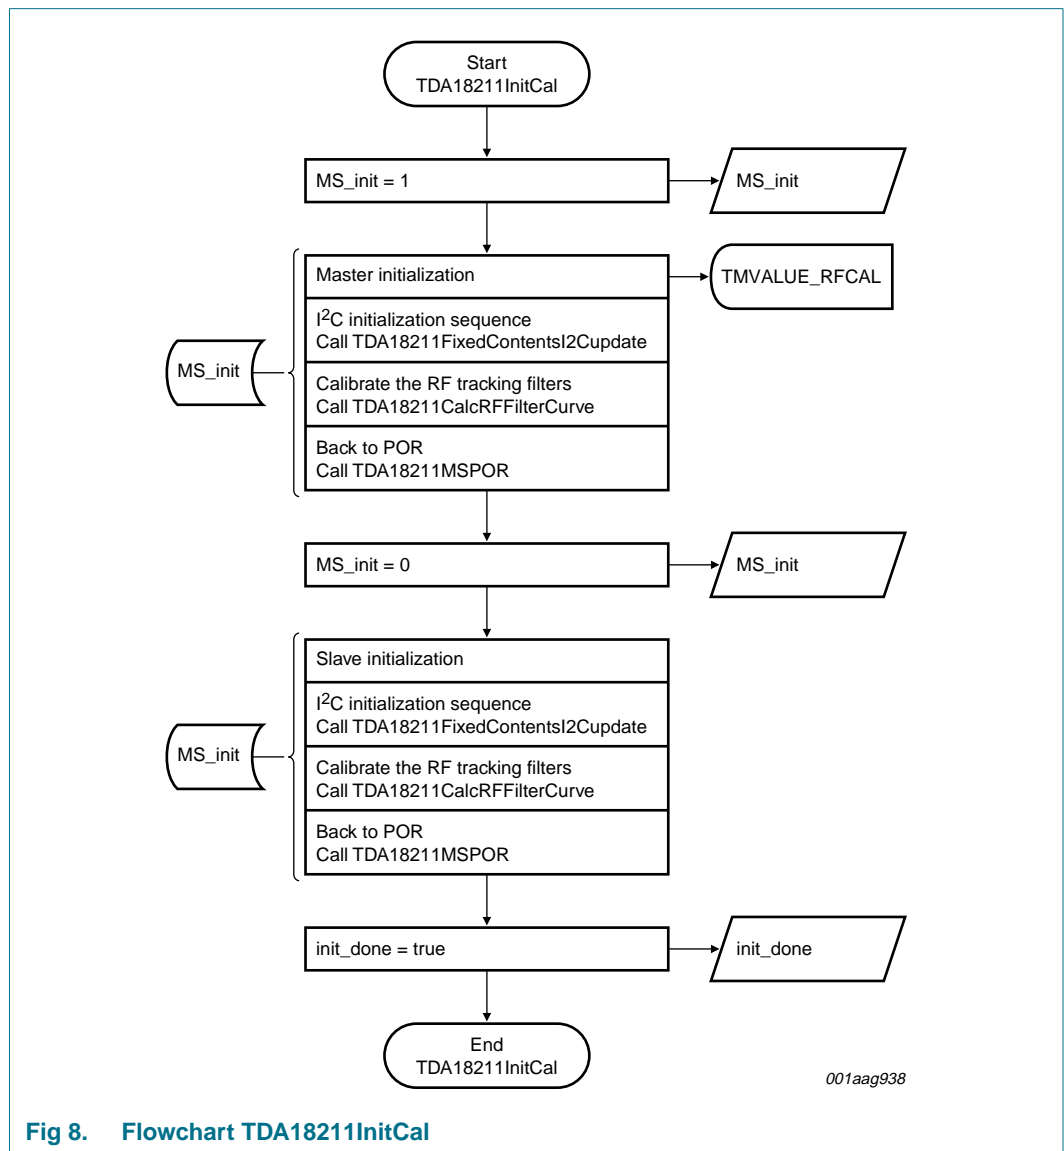 Start
TDA18211InitCal
MS_init = 1
MS_init
Master initialization
TMVALUE_RFCAL
I2C initialization sequence
Call TDA18211FixedContentsI2Cupdate
MS_init
Calibrate the RF tracking filters
Call TDA18211CalcRFFilterCurve
Back to POR
Call TDA18211MSPOR
MS_init = 0
MS_init
Slave initialization
I2C initialization sequence
Call TDA18211FixedContentsI2Cupdate
MS_init
Calibrate the RF tracking filters
Call TDA18211CalcRFFilterCurve
Back to POR
Call TDA18211MSPOR
init_done = true
init_done
End
TDA18211InitCal
001aag938
Fig 8. Flowchart TDA18211InitCal